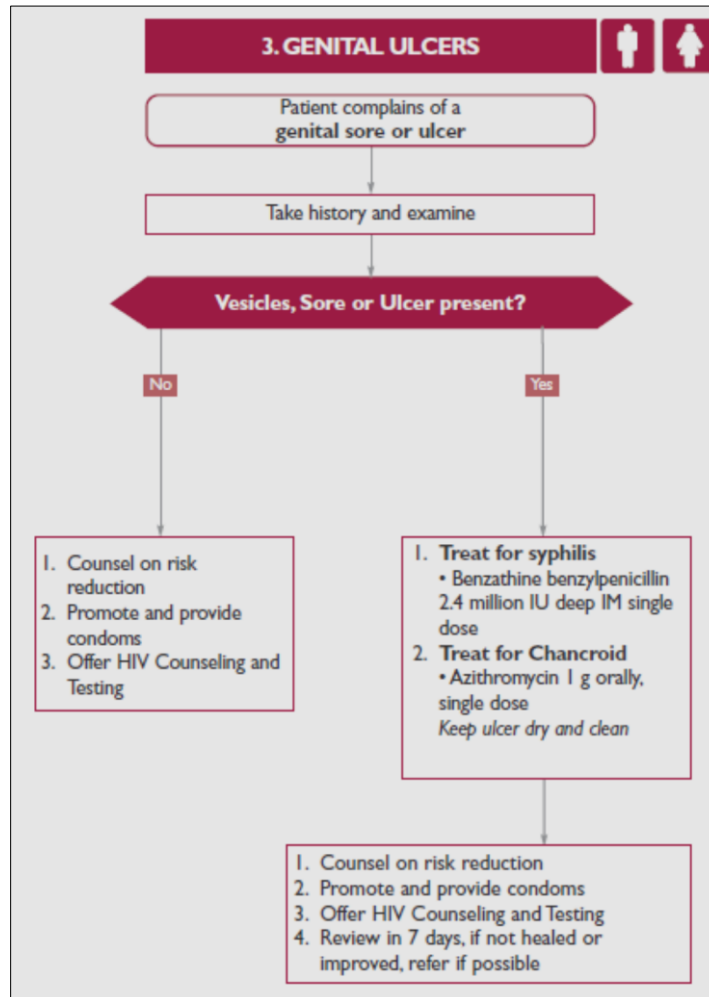 3. GENITAL ULCERS
Patient complains of a
genital sore or ulcer
Take history and examine
Vesicles, Sore or Ulcer present?
No
Yes
1. Counsel on risk
reduction
2. Promote and provide
condoms
3. Offer HIV Counseling and
Testing
1. Treat for syphilis
• Benzathine benzylpenicillin
2.4 million IU deep IM single
dose
2. Treat for Chancroid
• Azithromycin 1 g orally,
single dose
Keep ulcer dry and clean
1. Counsel on risk reduction
2. Promote and provide condoms
3. Offer HIV Counseling and Testing
4. Review in 7 days, if not healed or
improved, refer if possible